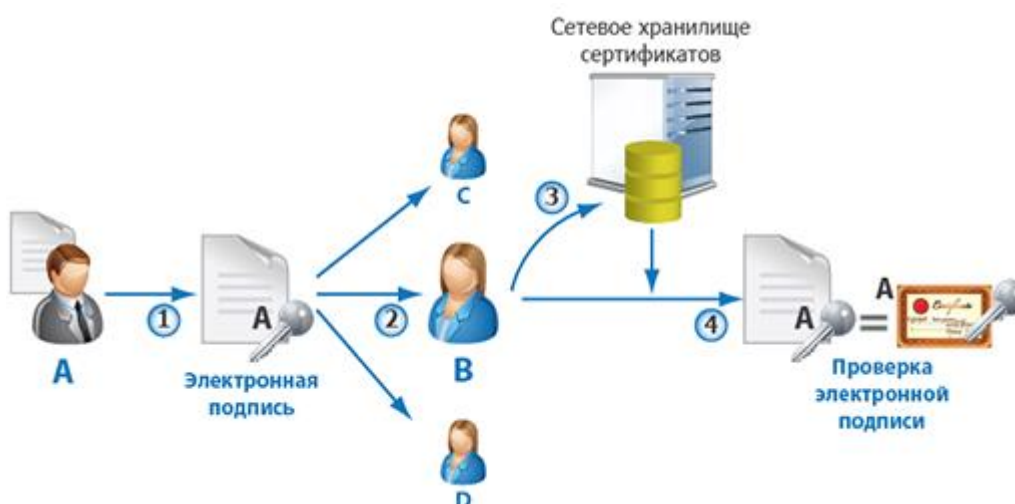 Сетевое хранилище
сертификатов
C
3
1
A
2
4
A
A
A
B
Электронная
подпись
Проверка
электронной
подписи
D